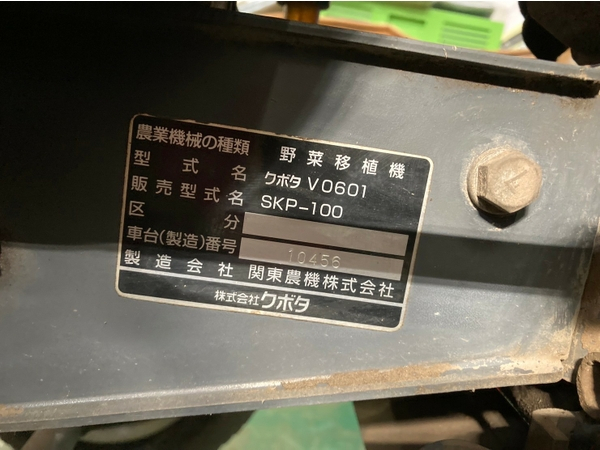 農業機械の種類 野菜移植機
型式名 クボタ V0601
販売型式名 SKP-100
区分
車台(製造)番号 10456
製造会社 関東農機株式会社
株式会社クボタ